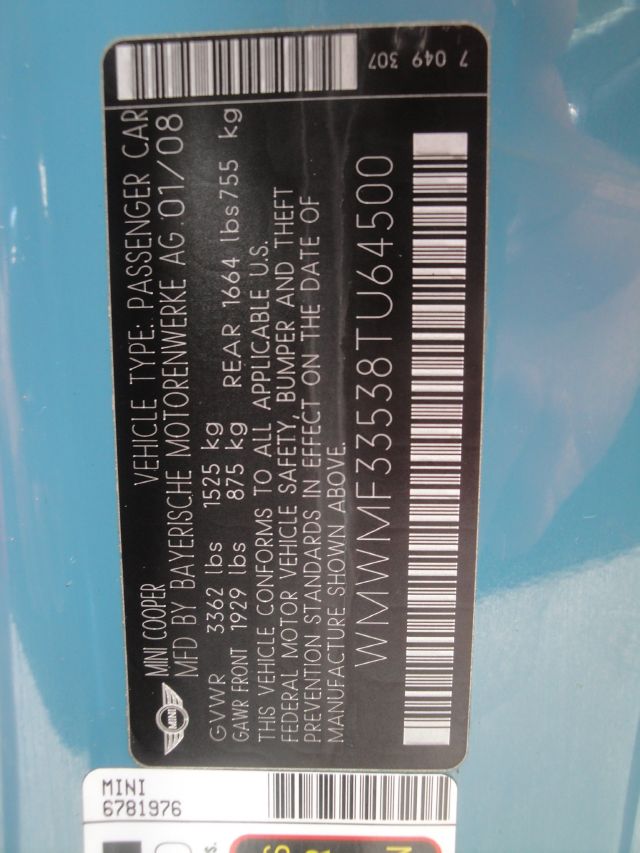 MINI COOPER VEHICLE TYPE: PASSENGER CAR
MFD BY BAYERISCHE MOTORENWERKE AG 01/08
GVWR 3362 lbs 1525 kg
GAWR FRONT 1929 lbs 875 kg REAR 1664 lbs 755 kg
THIS VEHICLE CONFORMS TO ALL APPLICABLE U.S.
FEDERAL MOTOR VEHICLE SAFETY, BUMPER AND THEFT
PREVENTION STANDARDS IN EFFECT ON THE DATE OF
MANUFACTURE SHOWN ABOVE.
WMWMF33538TU64500
7 049 307
MINI
MINI
6781976